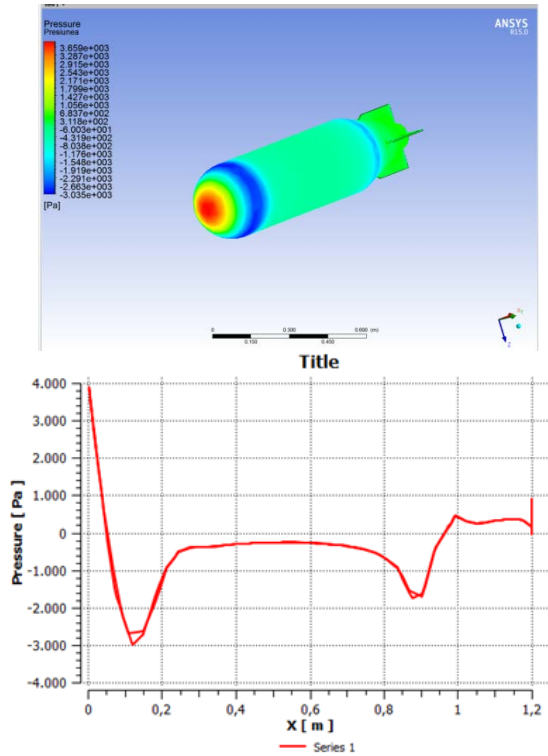 Pressure
Presiunea
3.659e+003
3.287e+003
2.915e+003
2.543e+003
2.171e+003
1.799e+003
1.427e+003
1.056e+003
6.837e+002
3.118e+002
-6.003e+001
-4.319e+002
-8.038e+002
-1.176e+003
-1.548e+003
-1.919e+003
-2.291e+003
-2.663e+003
-3.035e+003
[Pa]
ANSYS
R15.0
0 0.300 0.600 (m)
0.150 0.450
Z
Title
Pressure [ Pa ]
4.000
3.000
2.000
1.000
0
-1.000
-2.000
-3.000
-4.000
0 0,2 0,4 0,6 0,8 1 1,2
X [ m ]
Series 1